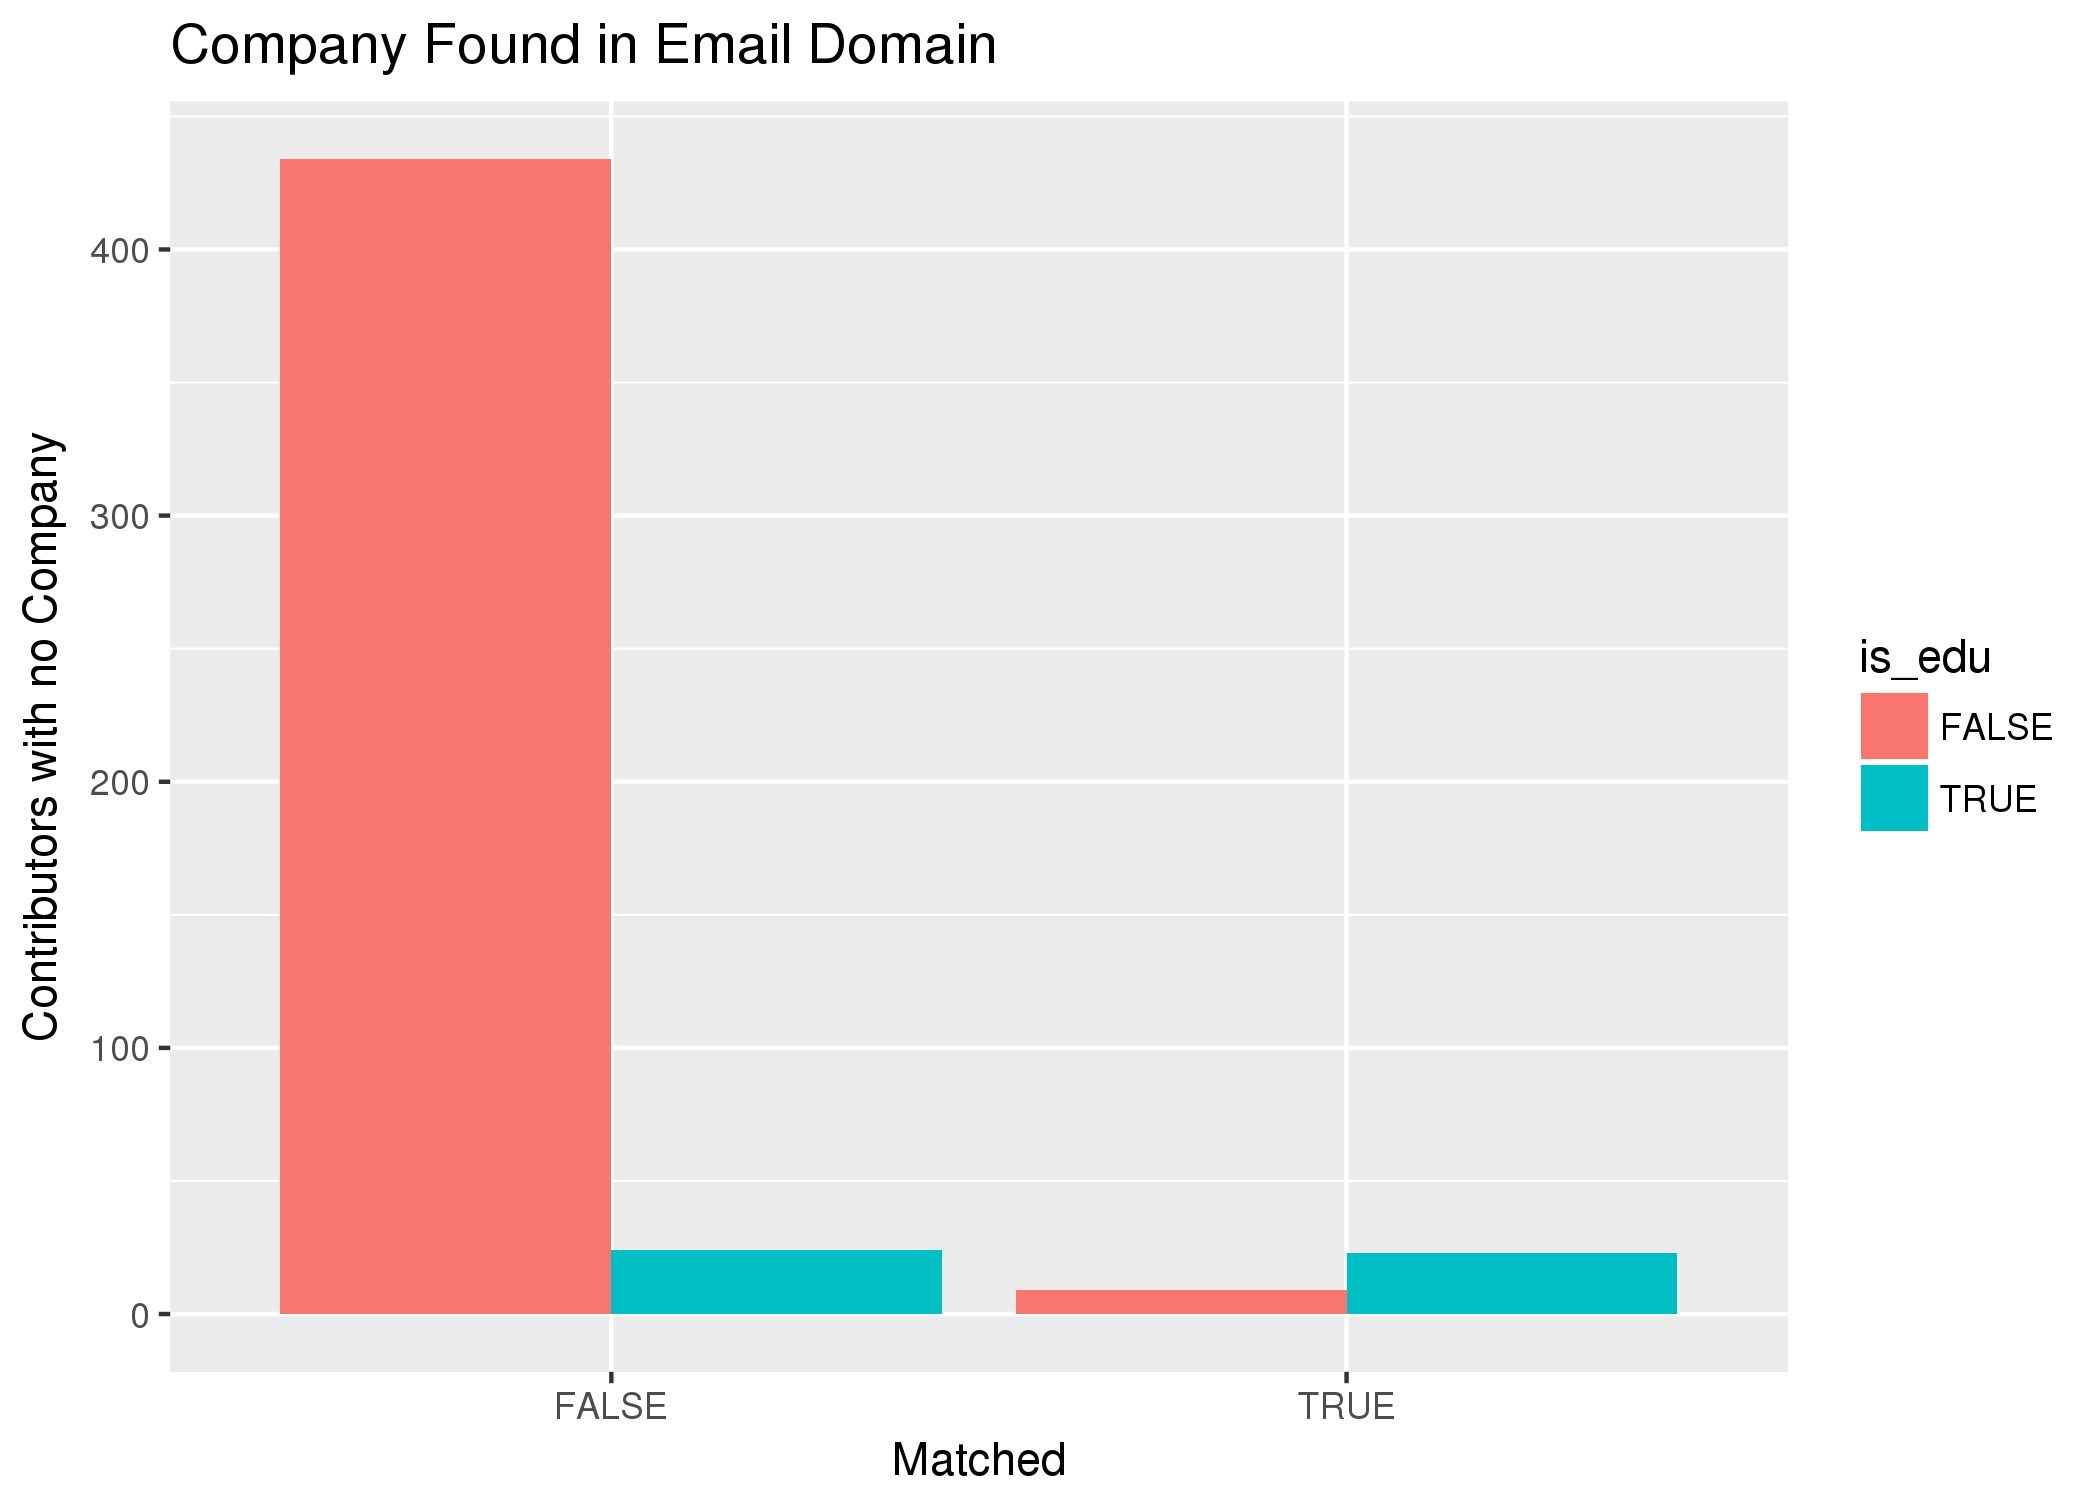 Company Found in Email Domain
Contributors with no Company
400
300
200
100
0
FALSE
TRUE
Matched
is_edu
FALSE
TRUE